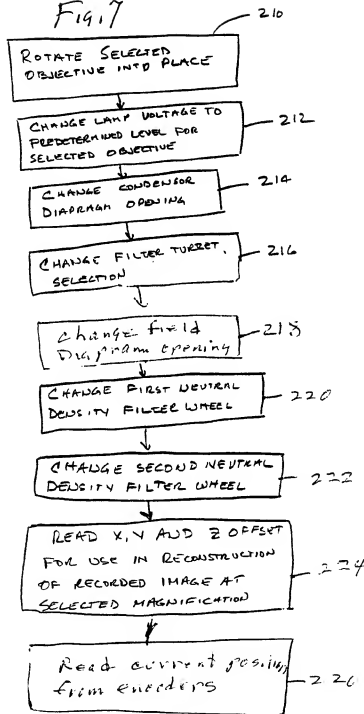 Fig. 7
210
ROTATE SELECTED
OBJECTIVE INTO PLACE
CHANGE LAMP VOLTAGE TO
PREDETERMINED LEVEL FOR
SELECTED OBJECTIVE
212
CHANGE CONDENSOR
DIAPRAGH OPENING
214
CHANGE FILTER TURRET.
SELECTION
216
Change field
Diagram opening
218
CHANGE FIRST NEUTRAL
DENSITY FILTER WHEEL
220
CHANGE SECOND NEUTRAL
DENSITY FILTER WHEEL
222
READ X, Y AND Z OFFSET
FOR USE IN RECONSTRUCTION
OF RECORDED IMAGE AT
SELECTED MAGNIFICATION
224
Read current
from encoders
226